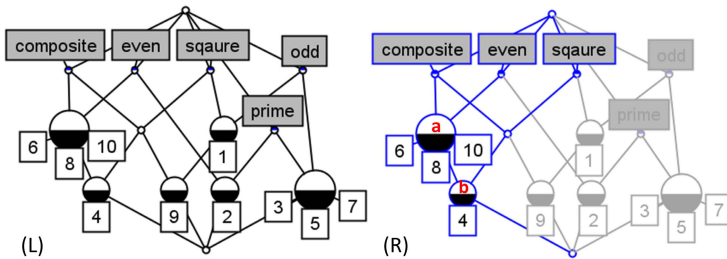 composite even sqaure odd
prime
6 8 10 1
4 9 2 3 5 7
(L)
composite even sqaure odd
prime
a
6 8 10 1
b
4 9 2 3 5 7
(R)